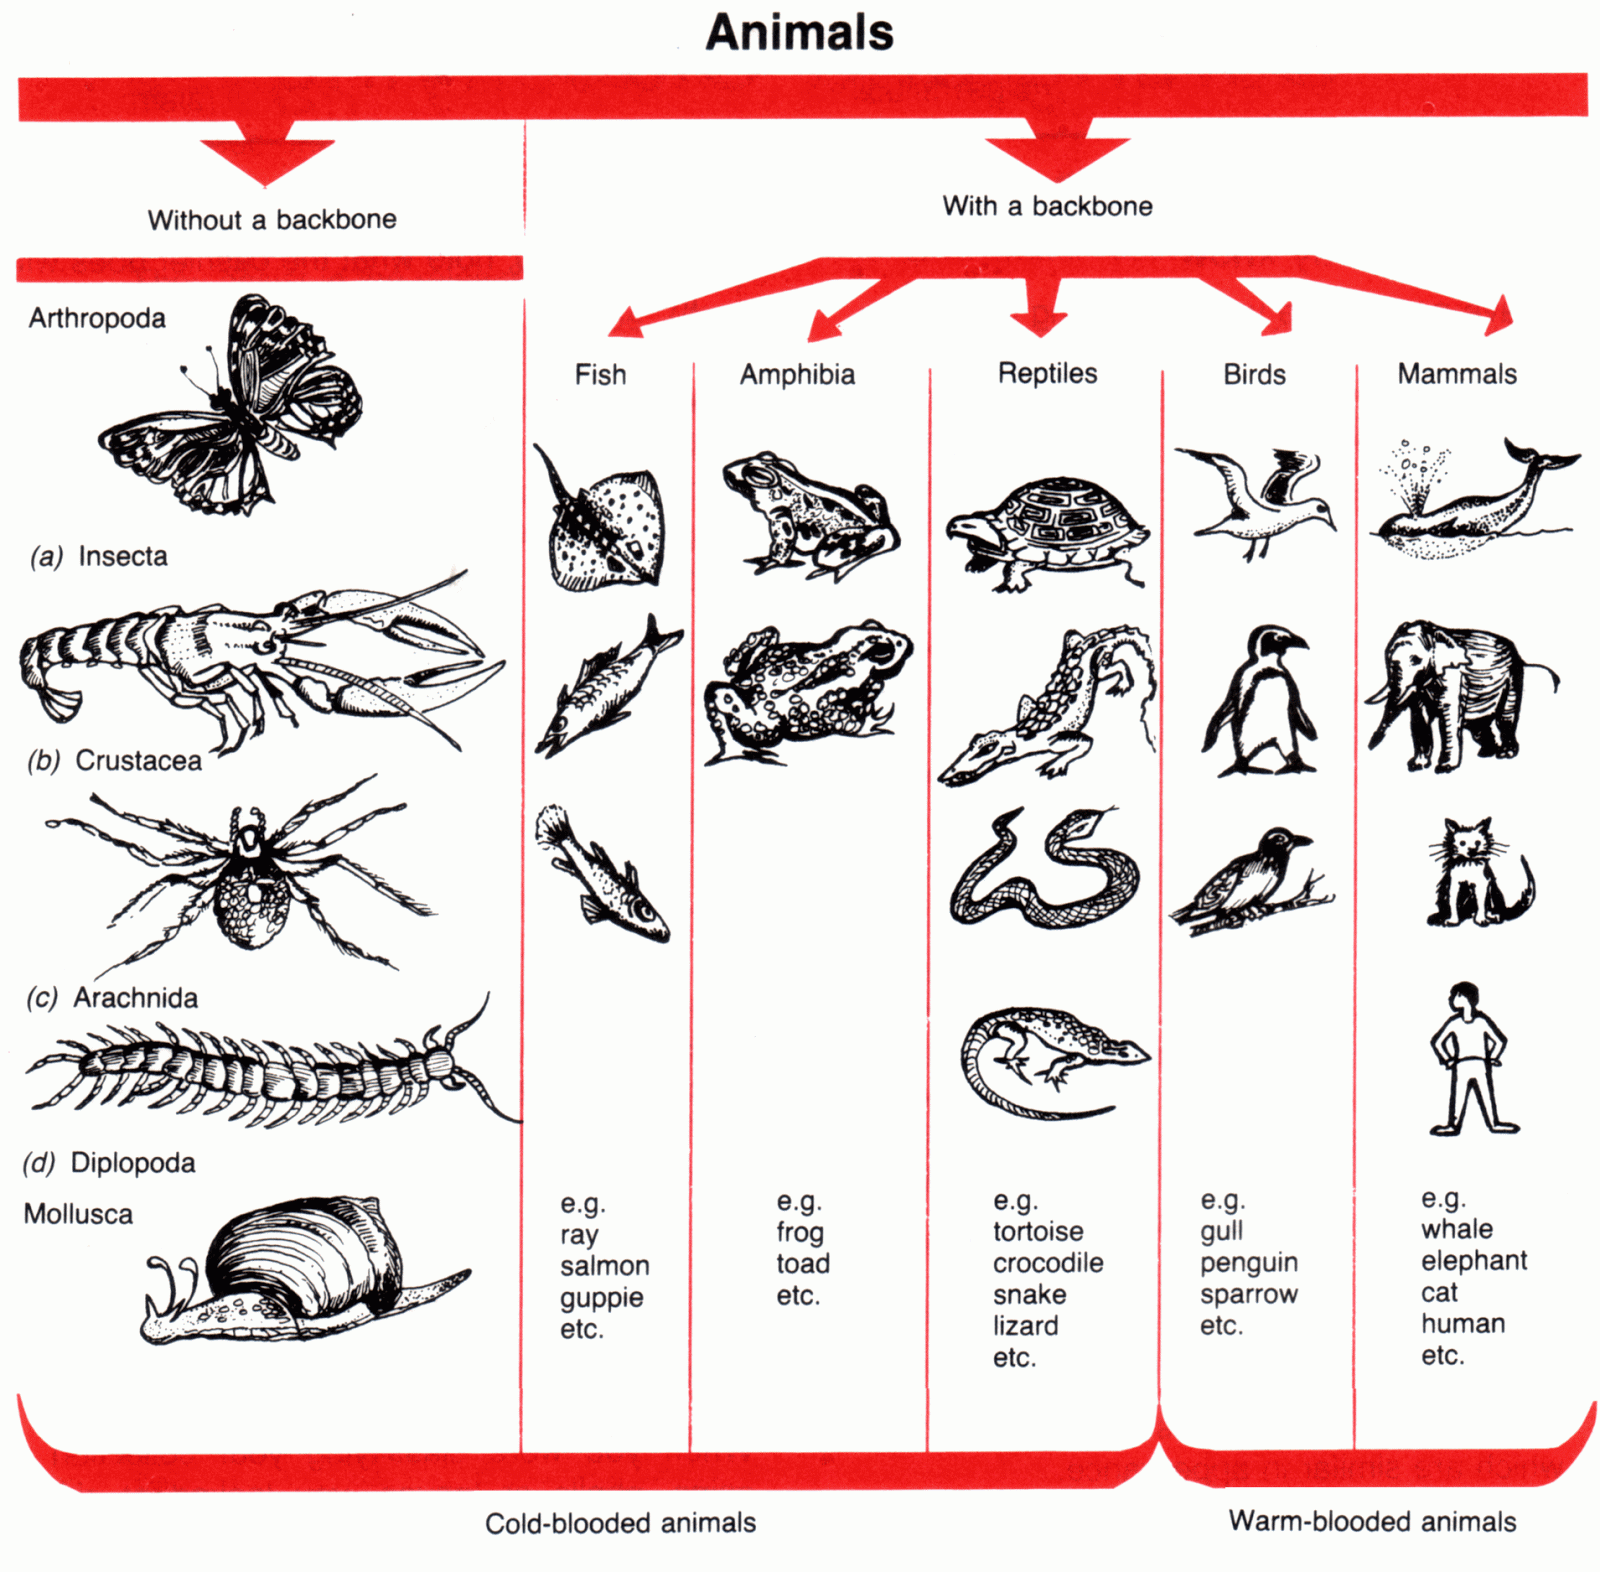 Animals
Without a backbone
With a backbone
Arthropoda
(a) Insecta
(b) Crustacea
(c) Arachnida
(d) Diplopoda
Mollusca
Fish
Amphibia
Reptiles
Birds
Mammals
e.g.
ray
salmon
guppie
etc.
e.g.
frog
toad
etc.
e.g.
tortoise
crocodile
snake
lizard
etc.
e.g.
gull
penguin
sparrow
etc.
e.g.
whale
elephant
cat
human
etc.
Cold-blooded animals
Warm-blooded animals